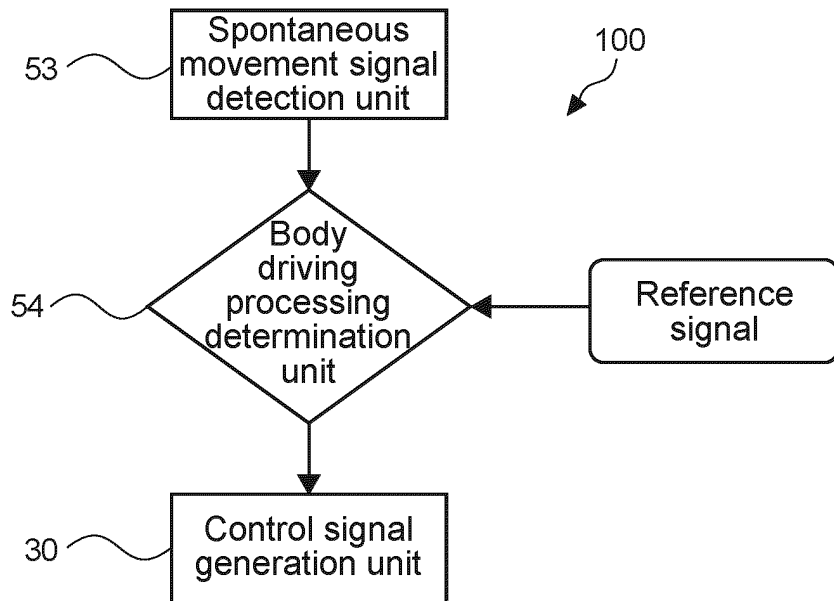 Spontaneous
movement signal
detection unit
53
100
Body
driving
processing
determination
unit
54
Reference
signal
Control signal
generation unit
30